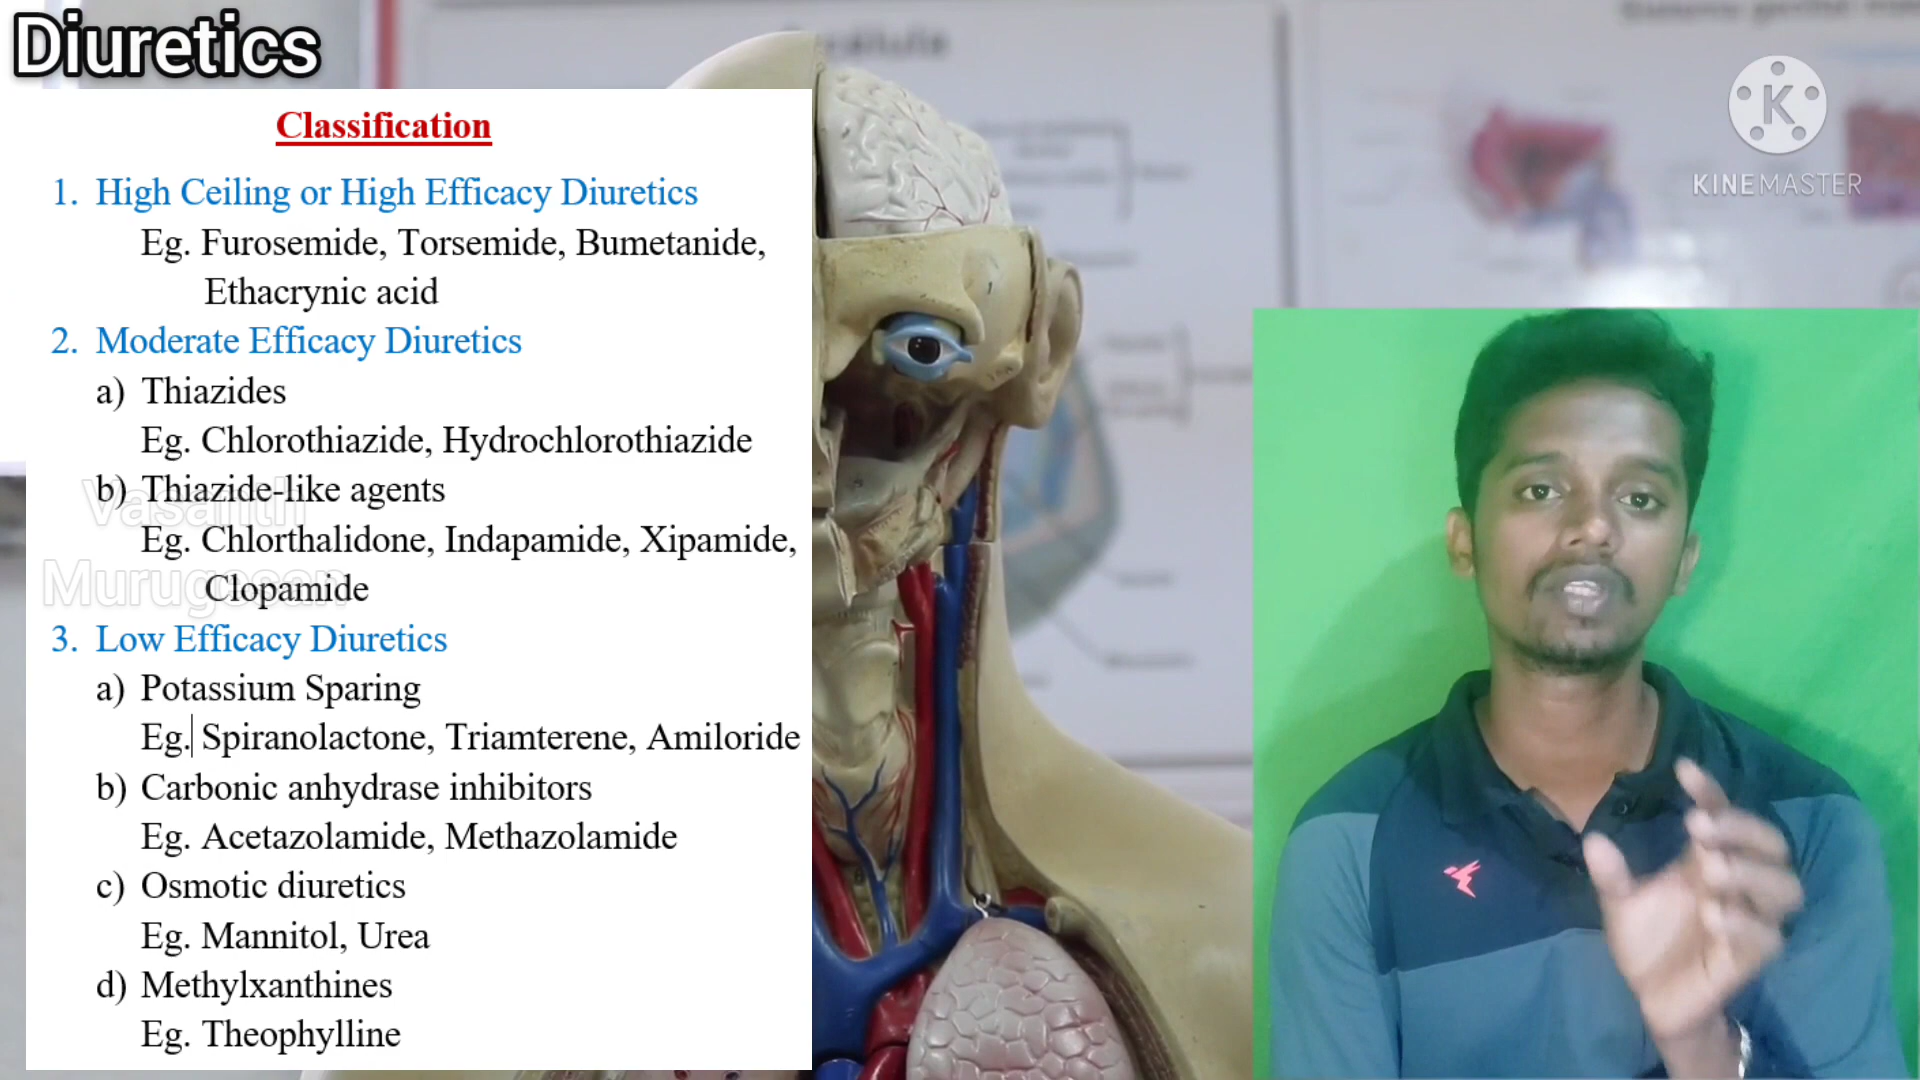 Diuretics
Classification
1. High Ceiling or High Efficacy Diuretics
Eg. Furosemide, Torsemide, Bumetanide,
Ethacrynic acid
2. Moderate Efficacy Diuretics
a) Thiazides
Eg. Chlorothiazide, Hydrochlorothiazide
b) Thiazide-like agents
Eg. Chlorthalidone, Indapamide, Xipamide,
Clopamide
3. Low Efficacy Diuretics
a) Potassium Sparing
Eg. Spiranolactone, Triamterene, Amiloride
b) Carbonic anhydrase inhibitors
Eg. Acetazolamide, Methazolamide
c) Osmotic diuretics
Eg. Mannitol, Urea
d) Methylxanthines
Eg. Theophylline
Vasanth
Murugesan
K
KINEMASTER